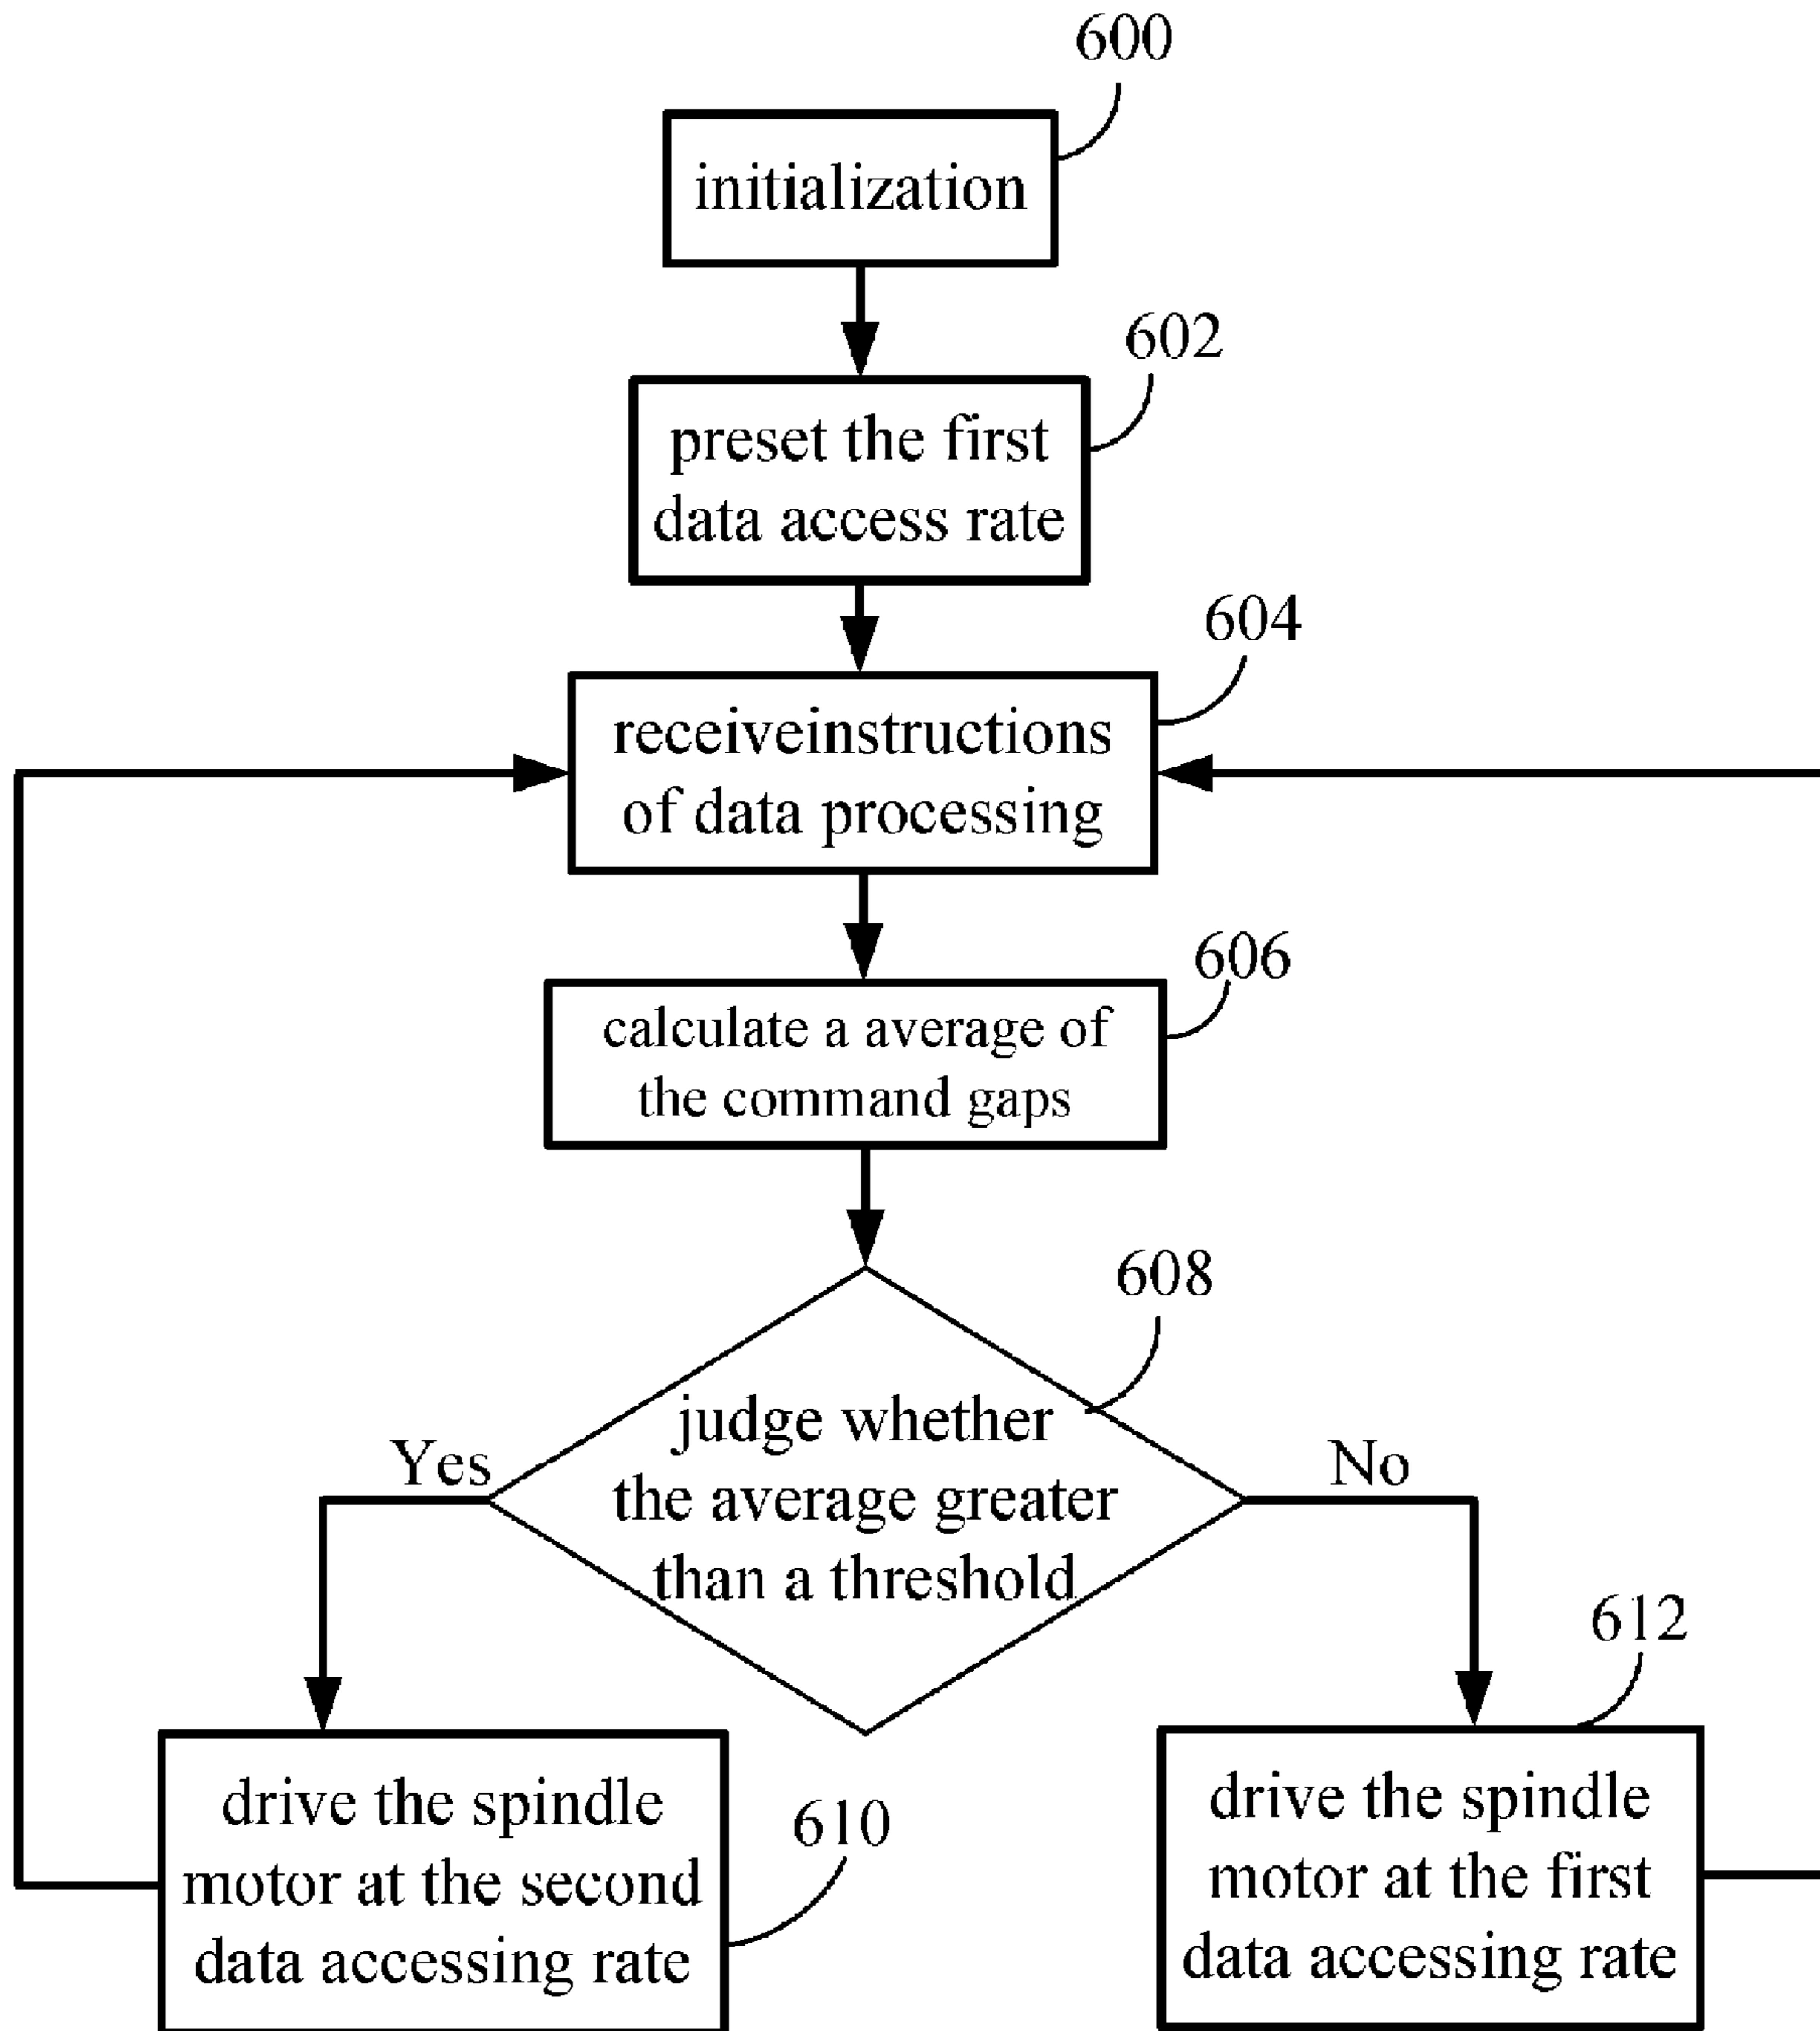 600
initialization
602
preset the first
data access rate
604
receiveinstructions
of data processing
606
calculate a average of
the command gaps
608
judge whether
the average greater
than a threshold
Yes
No
612
drive the spindle
motor at the second
data accessing rate
610
drive the spindle
motor at the first
data accessing rate